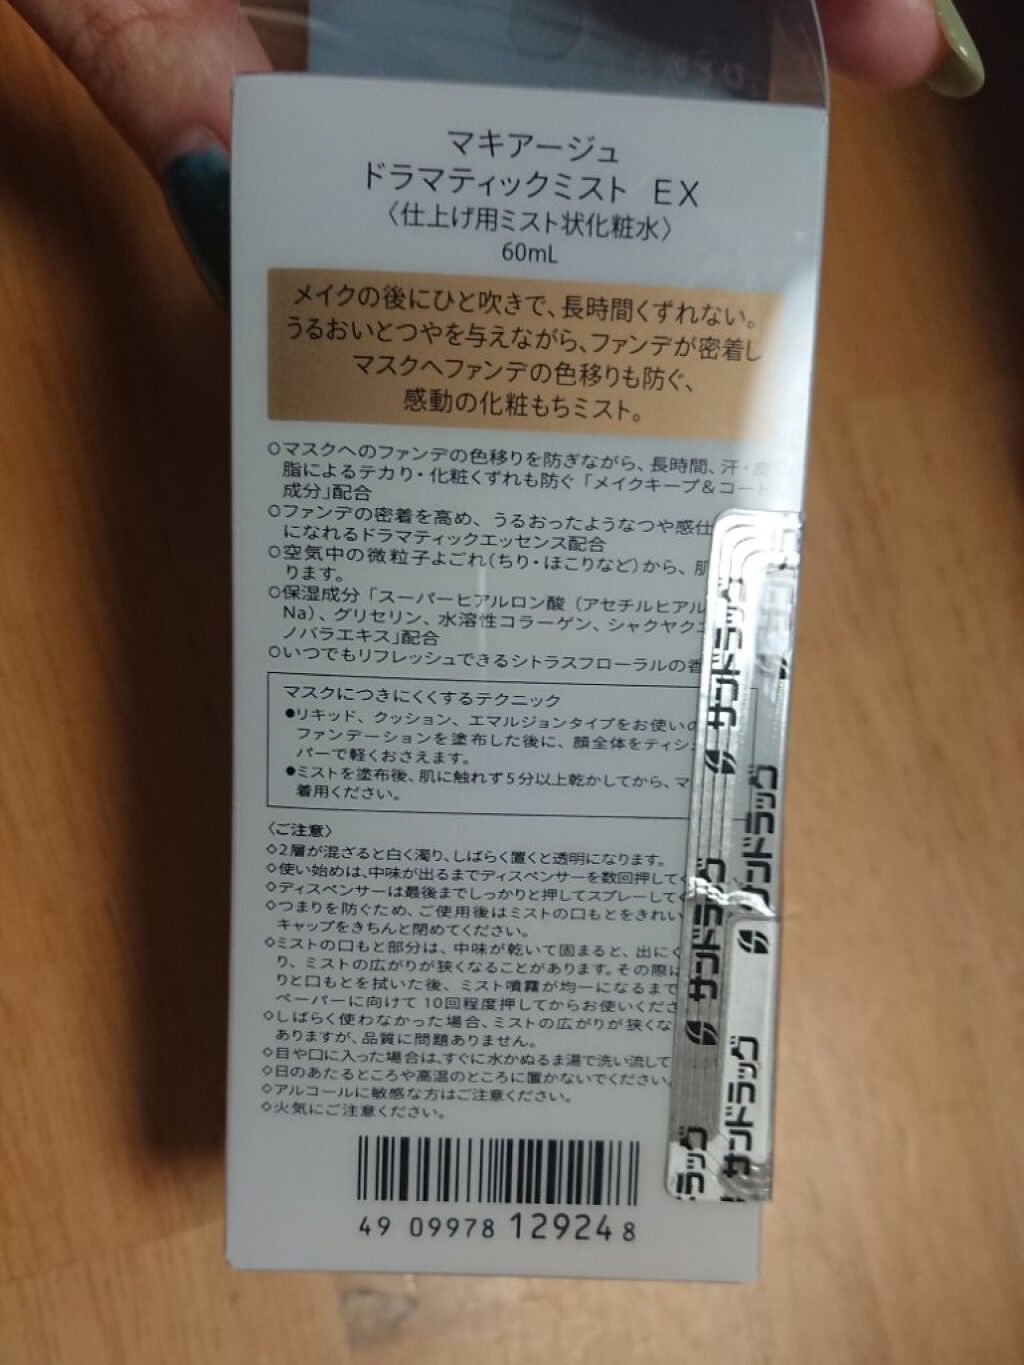 マキアージュ
ドラマティックミスト EX
〈仕上げ用ミスト状化粧水〉
60mL
メイクの後にひと吹きで、長時間くずれない。
うるおいとつやを与えながら、ファンデが密着し
マスクへファンデの色移りも防ぐ、
感動の化粧もちミスト。
○マスクへのファンデの色移りを防ぎながら、長時間、汗・皮
脂によるテカリ・化粧くずれも防ぐ「メイクキープ&コート
成分」配合
○ファンデの密着を高め、うるおったようなつや感仕
になれるドラマティックエッセンス配合
○空気中の微粒子よごれ(ちり・ほこりなど)から、肌
ります。
○保湿成分「スーパーヒアルロン酸(アセチルヒアル
Na)、グリセリン、水溶性コラーゲン、シャクヤクエ
ノバラエキス」配合
○いつでもリフレッシュできるシトラスフローラルの香
マスクにつきにくくするテクニック
●リキッド、クッション、エマルジョンタイプをお使いの
ファンデーションを塗布した後に、顔全体をティシュ
パーで軽くおさえます。
●ミストを塗布後、肌に触れず5分以上乾かしてから、マ
着用ください。
〈ご注意〉
◇2層が混ざると白く濁り、しばらく置くと透明になります。
◇使い始めは、中味が出るまでディスペンサーを数回押してく
◇ディスペンサーは最後までしっかりと押してスプレーしてく
◇つまりを防ぐため、ご使用後はミストの口もとをきれい
キャップをきちんと閉めてください。
◇ミストの口もと部分は、中味が乾いて固まると、出にく
り、ミストの広がりが狭くなることがあります。その際は
りと口もとを拭いた後、ミスト噴霧が均一になるまで
ペーパーに向けて10回程度押してからお使いくださ
◇しばらく使わなかった場合、ミストの広がりが狭くな
ありますが、品質に問題ありません。
◇目や口に入った場合は、すぐに水かぬるま湯で洗い流して
◇日のあたるところや高温のところに置かないでください。
◇アルコールに敏感な方はご注意ください。
◇火気にご注意ください。
49 09978 129248
サンドラッグ
サンドラッグ
サンドラッグ
サンドラッグ
ラッグ